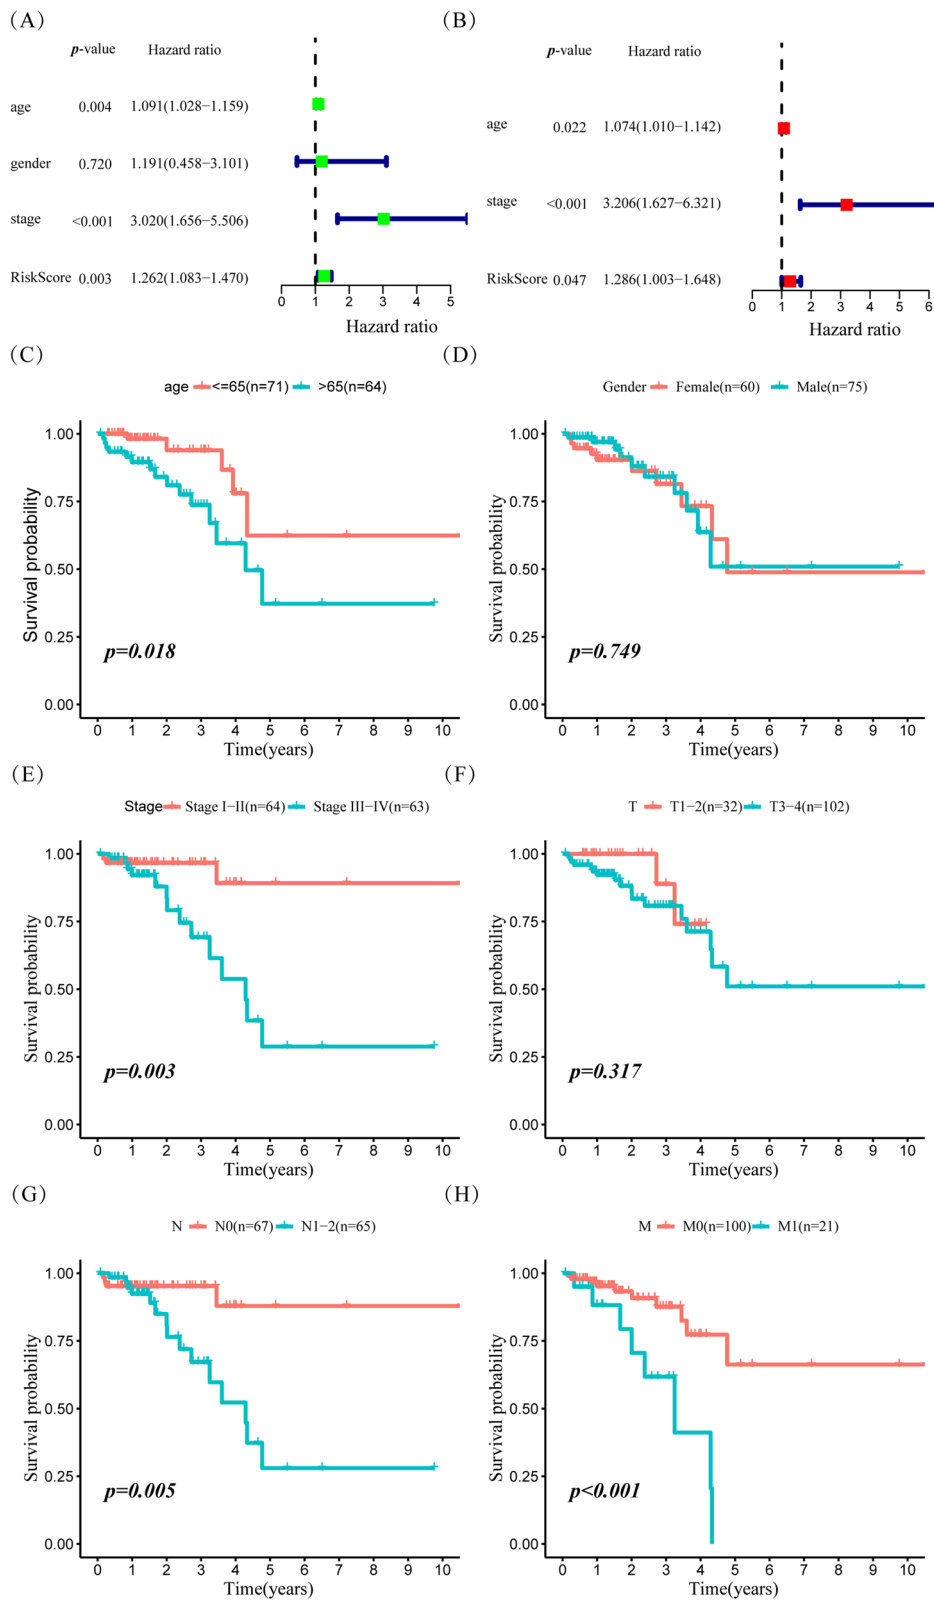 (A)
p-value Hazard ratio
age 0.004 1.091(1.028−1.159)
gender 0.720 1.191(0.458−3.101)
stage <0.001 3.020(1.656−5.506)
RiskScore 0.003 1.262(1.083−1.470)
0 1 2 3 4 5
Hazard ratio
(B)
p-value Hazard ratio
age 0.022 1.074(1.010−1.142)
stage <0.001 3.206(1.627−6.321)
RiskScore 0.047 1.286(1.003−1.648)
0 1 2 3 4 5 6
Hazard ratio
(C)
age <=65(n=71) >65(n=64)
Survival probability
1.00
0.75
0.50
0.25
0.00
p=0.018
0 1 2 3 4 5 6 7 8 9 10
Time(years)
(D)
Gender Female(n=60) Male(n=75)
Survival probability
1.00
0.75
0.50
0.25
0.00
p=0.749
0 1 2 3 4 5 6 7 8 9 10
Time(years)
(E)
Stage Stage I−II(n=64) Stage III−IV(n=63)
Survival probability
1.00
0.75
0.50
0.25
0.00
p=0.003
0 1 2 3 4 5 6 7 8 9 10
Time(years)
(F)
T T1−2(n=32) T3−4(n=102)
Survival probability
1.00
0.75
0.50
0.25
0.00
p=0.317
0 1 2 3 4 5 6 7 8 9 10
Time(years)
(G)
N N0(n=67) N1−2(n=65)
Survival probability
1.00
0.75
0.50
0.25
0.00
p=0.005
0 1 2 3 4 5 6 7 8 9 10
Time(years)
(H)
M M0(n=100) M1(n=21)
Survival probability
1.00
0.75
0.50
0.25
0.00
p<0.001
0 1 2 3 4 5 6 7 8 9 10
Time(years)